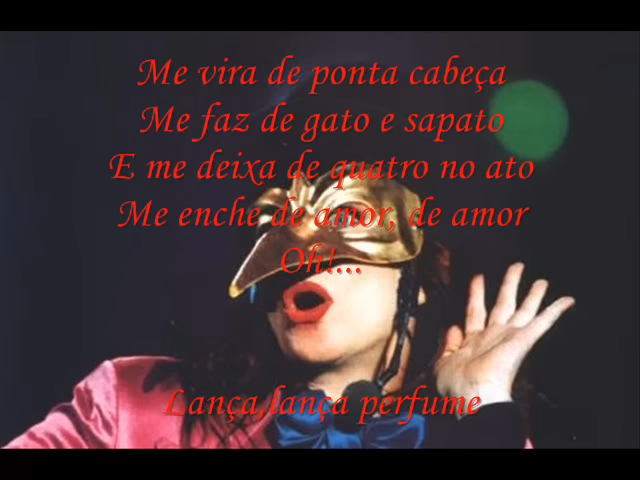 Me vira de ponta cabeça
Me faz de gato e sapato
E me deixa de quatro no ato
Me enche de amor, de amor
Oh!...
Lança,lança perfume